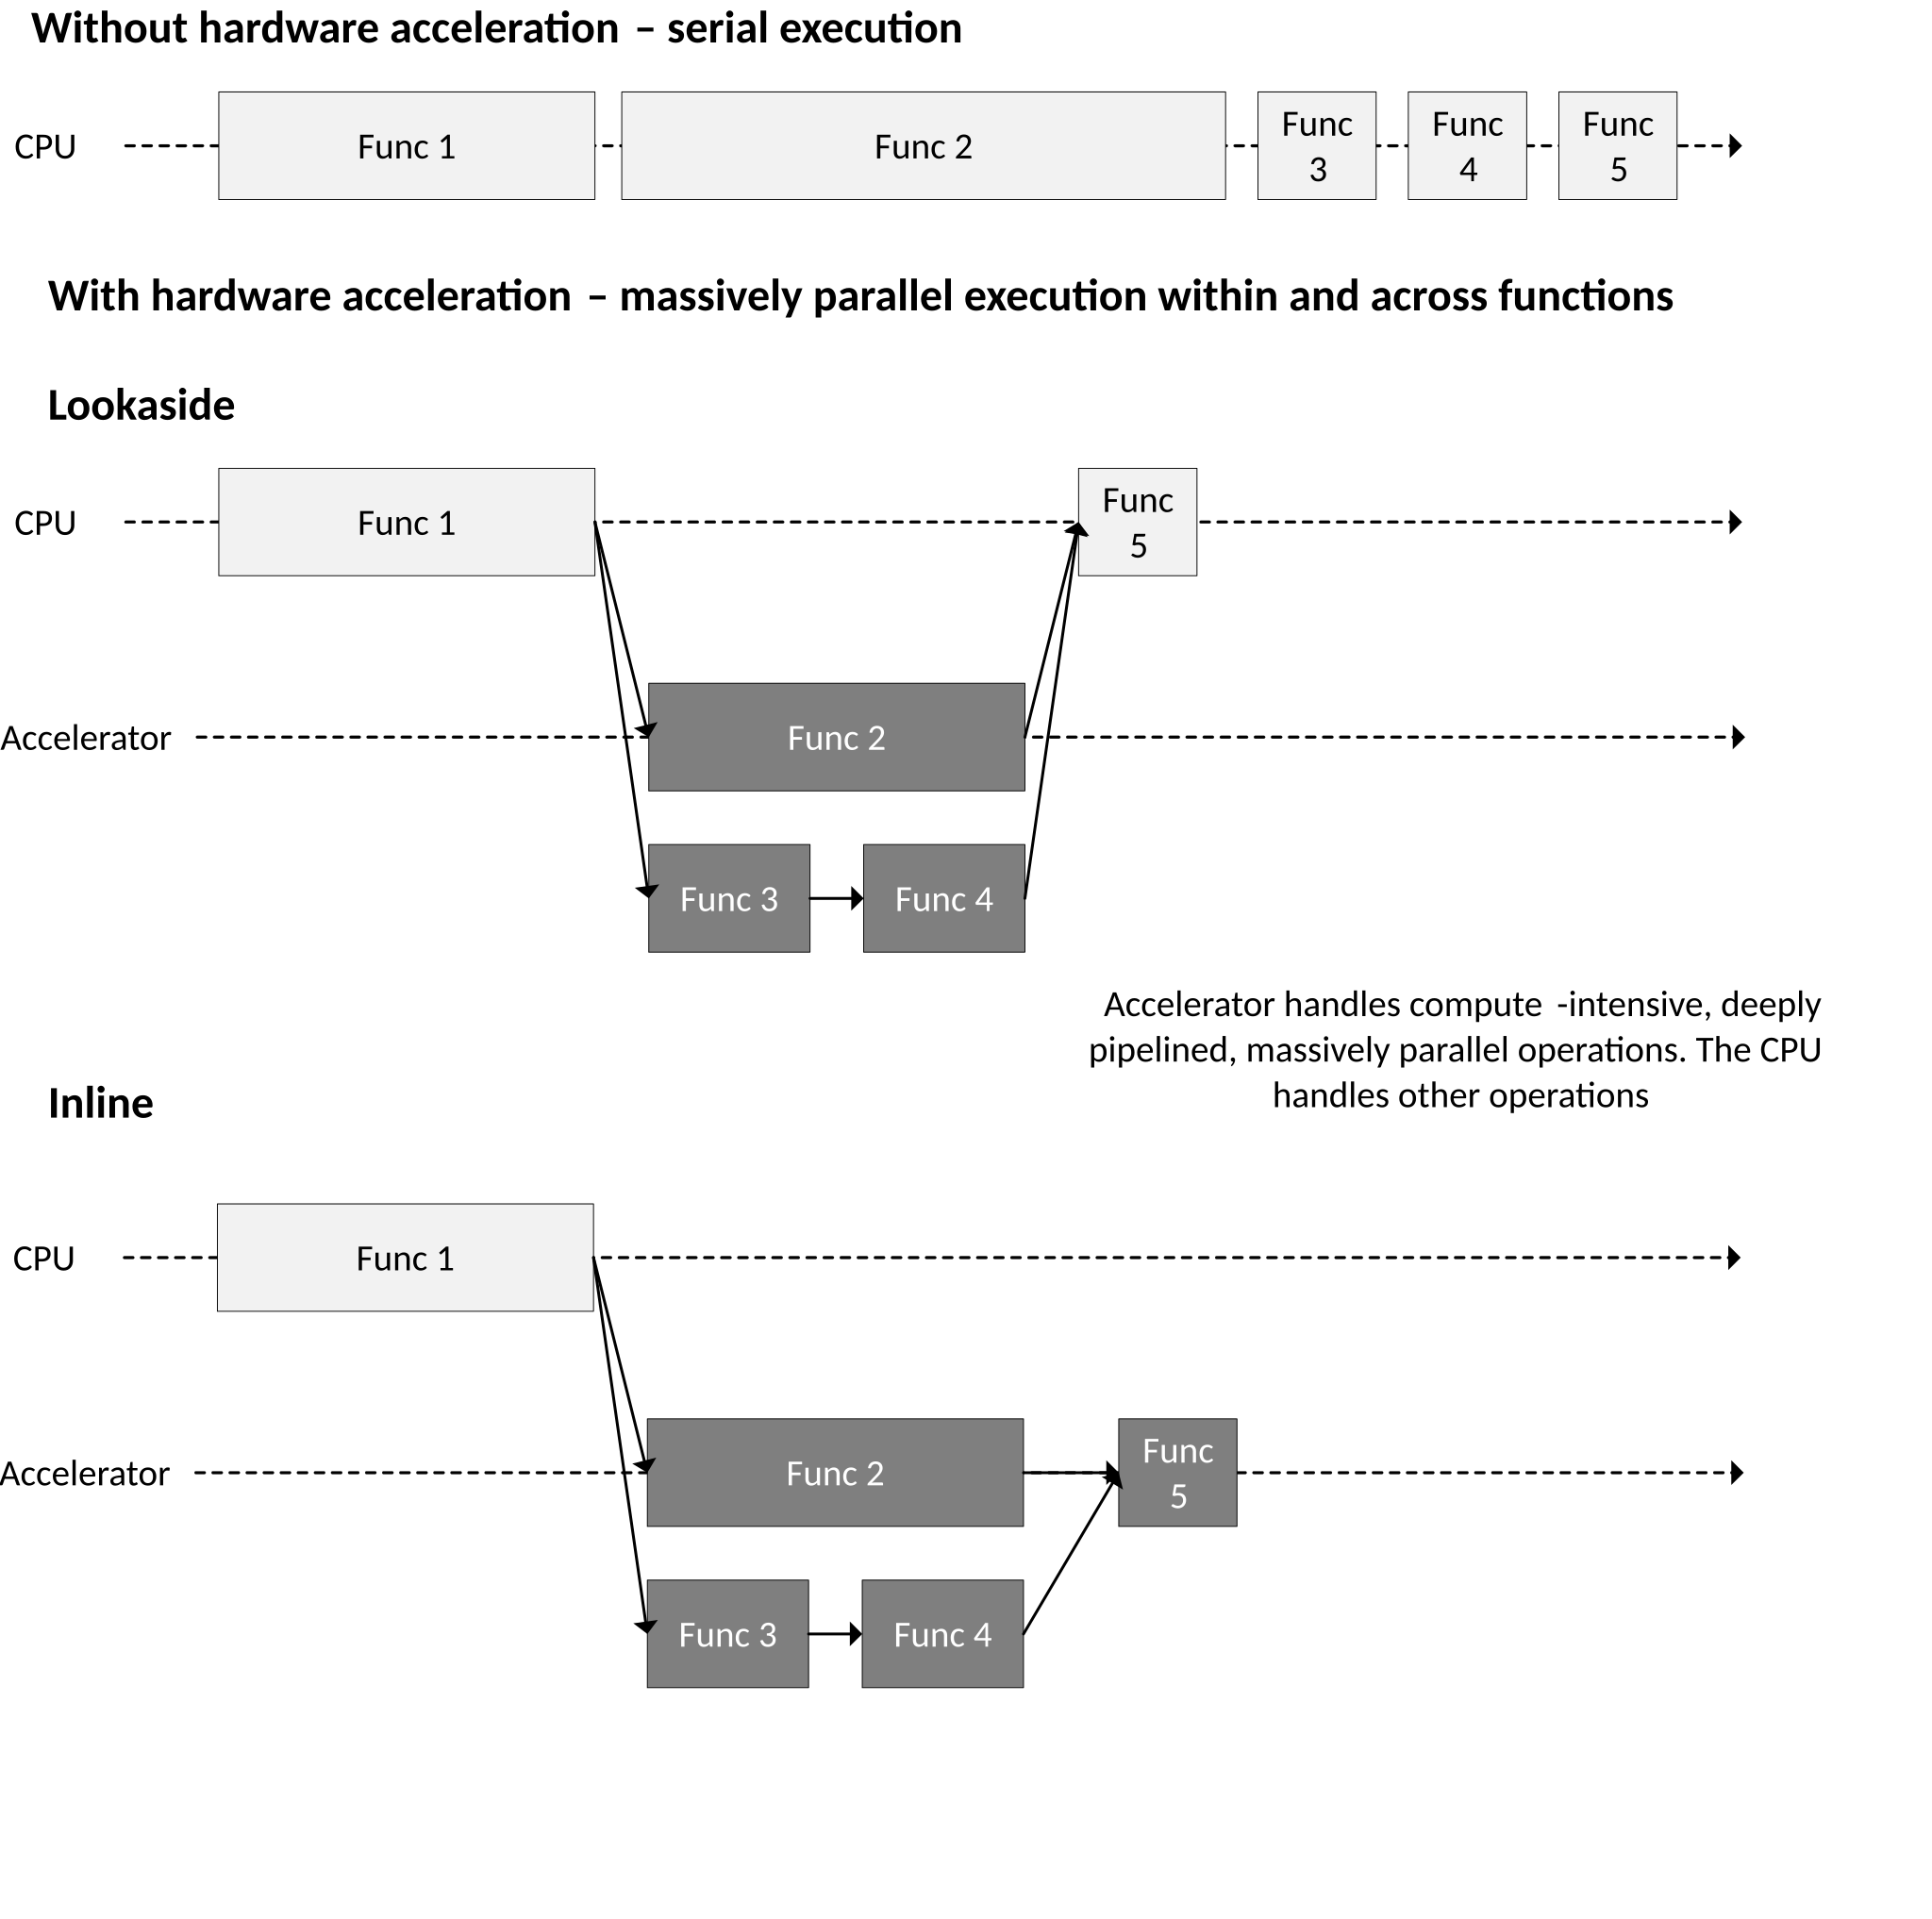 Without hardware acceleration – serial execution
CPU
Func 1
Func 2
Func
3
Func
4
Func
5
With hardware acceleration – massively parallel execution within and across functions
Lookaside
CPU
Func 1
Func
5
Accelerator
Func 2
Func 3
Func 4
Accelerator handles compute -intensive, deeply
pipelined, massively parallel operations. The CPU
handles other operations
Inline
CPU
Func 1
Accelerator
Func 2
Func
5
Func 3
Func 4